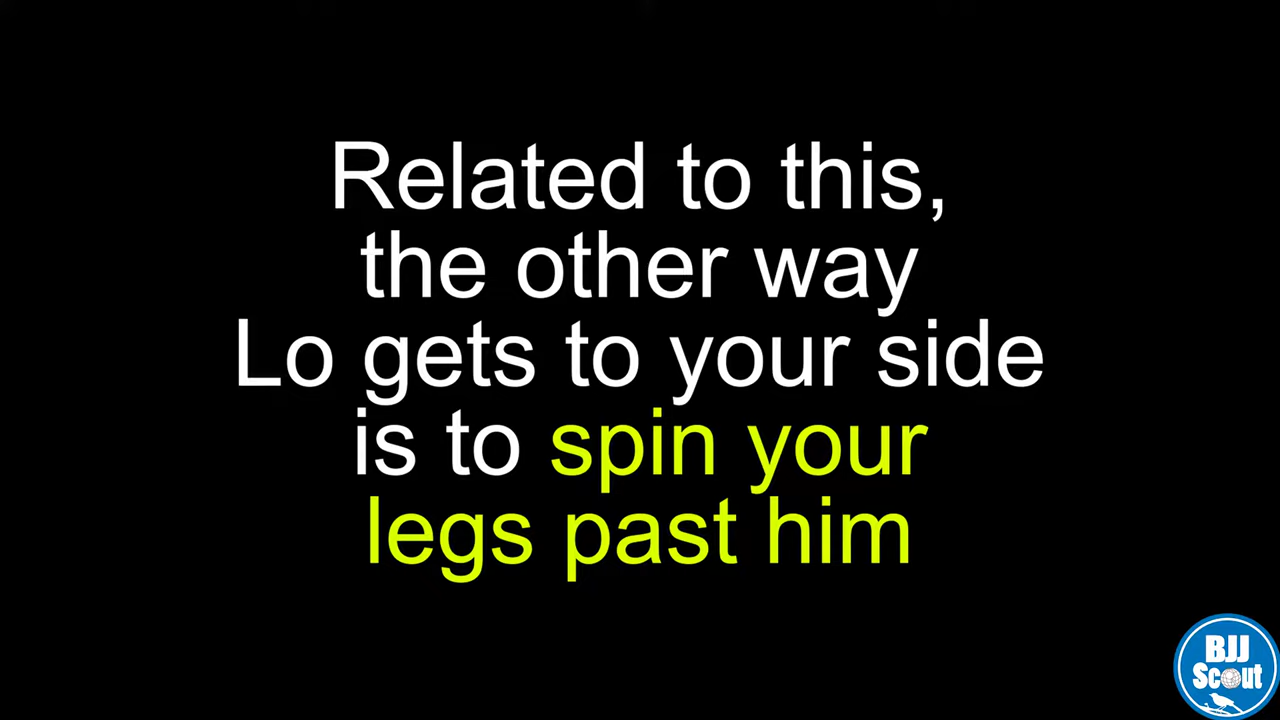 Related to this,
the other way
Lo gets to your side
is to spin your
legs past him
BJJ
Scout